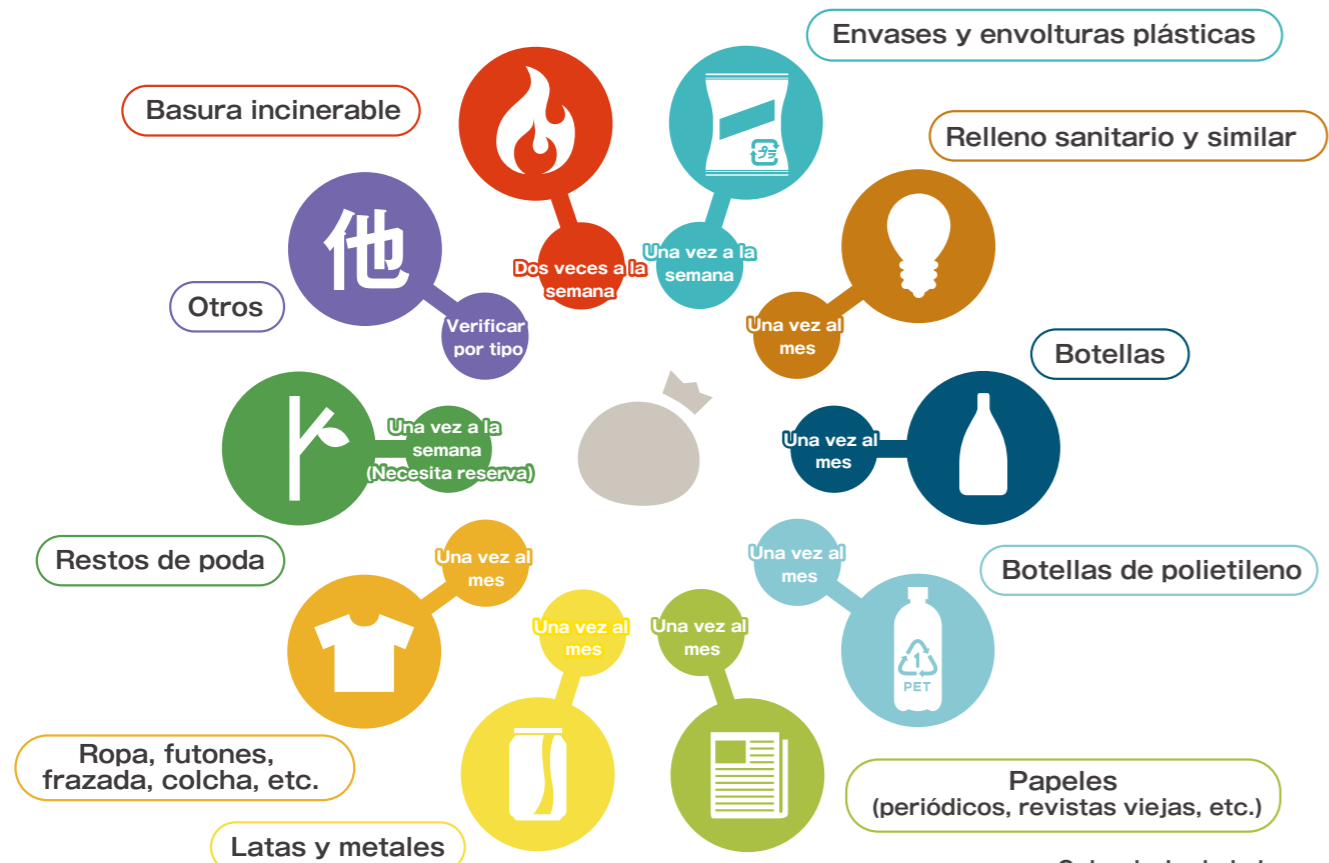 Envases y envolturas plásticas
Basura incinerable
Relleno sanitario y similar
プラ
他
Otros
Dos veces a la
semana
Una vez a la
semana
Verificar
por tipo
Una vez al
mes
Botellas
Una vez a la
semana
(Necesita reserva)
Una vez al
mes
Restos de poda
Una vez al
mes
Una vez al
mes
Botellas de polietileno
Una vez al
mes
Una vez al
mes
1
PET
Ropa, futones,
frazada, colcha, etc.
Papeles
(periódicos, revistas viejas, etc.)
Latas y metales